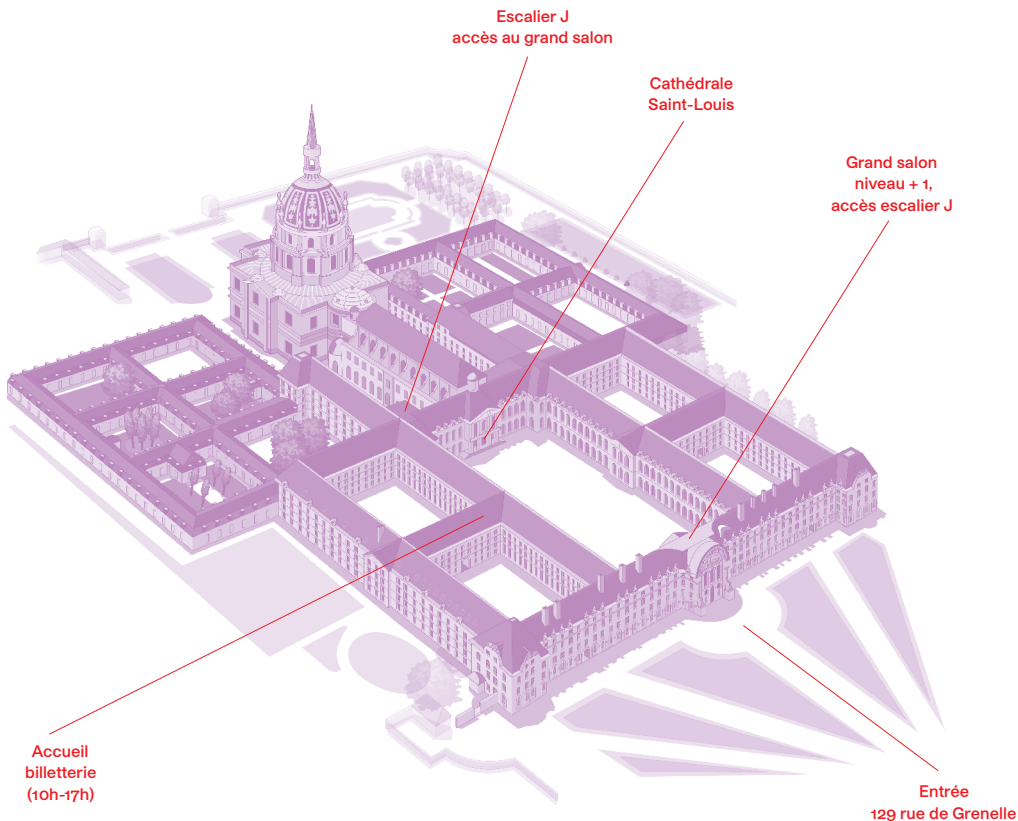 Escalier J
accès au grand salon
Cathédrale
Saint-Louis
Grand salon
niveau + 1,
accès escalier J
Accueil
billetterie
(10h-17h)
Entrée
129 rue de Grenelle